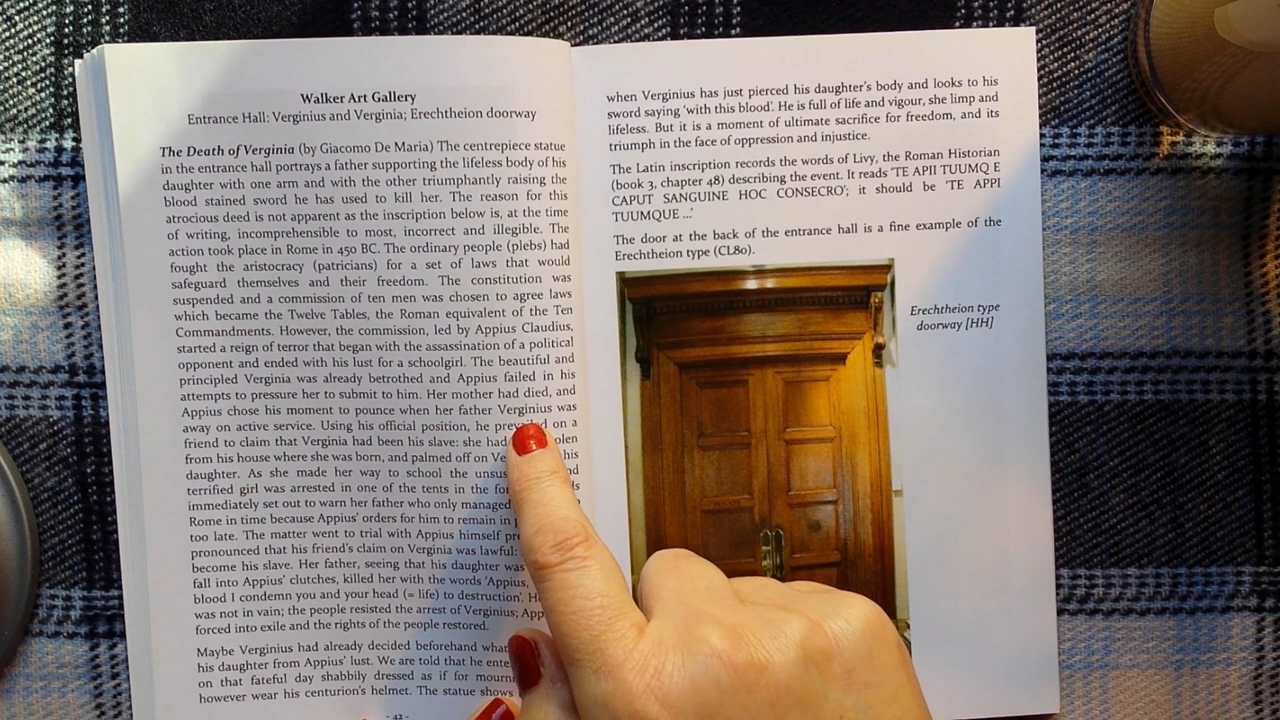 Walker Art Gallery
Entrance Hall: Verginius and Verginia; Erechtheion doorway
The Death of Verginia (by Giacomo De Maria) The centrepiece statue
in the entrance hall portrays a father supporting the lifeless body of his
daughter with one arm and with the other triumphantly raising the
blood stained sword he has used to kill her. The reason for this
atrocious deed is not apparent as the inscription below is, at the time
of writing, incomprehensible to most, incorrect and illegible. The
action took place in Rome in 450 BC. The ordinary people (plebs) had
fought the aristocracy (patricians) for a set of laws that would
safeguard themselves and their freedom. The constitution was
suspended and a commission of ten men was chosen to agree laws
which became the Twelve Tables, the Roman equivalent of the Ten
Commandments. However, the commission, led by Appius Claudius,
started a reign of terror that began with the assassination of a political
opponent and ended with his lust for a schoolgirl. The beautiful and
principled Verginia was already betrothed and Appius failed in his
attempts to pressure her to submit to him. Her mother had died, and
Appius chose his moment to pounce when her father Verginius was
away on active service. Using his official position, he on a
friend to claim that Verginia had been his slave: she had
from his house where she was born, and palmed off on his
daughter. As she made her way to school the
terrified girl was arrested in one of the tents in the
immediately set out to warn her father who only managed
Rome in time because Appius' orders for him to remain in
too late. The matter went to trial with Appius himself
pronounced that his friend's claim on Verginia was lawful:
become his slave. Her father, seeing that his daughter was
fall into Appius' clutches, killed her with the words 'Appius,
blood I condemn you and your head (= life) to destruction'.
was not in vain; the people resisted the arrest of Verginius;
forced into exile and the rights of the people restored.
Maybe Verginius had already decided beforehand
his daughter from Appius' lust. We are told that he
on that fateful day shabbily dressed as if for
however wear his centurion's helmet. The statue shows
- 42 -
when Verginius has just pierced his daughter's body and looks to his
sword saying 'with this blood'. He is full of life and vigour, she limp and
lifeless. But it is a moment of ultimate sacrifice for freedom, and its
triumph in the face of oppression and injustice.
The Latin inscription records the words of Livy, the Roman Historian
(book 3, chapter 48) describing the event. It reads 'TE APII TUUMQ E
CAPUT SANGUINE HOC CONSECRO'; it should be 'TE APPI
TUUMQUE ...'
The door at the back of the entrance hall is a fine example of the
Erechtheion type (CL80).
Erechtheion type
doorway [HH]